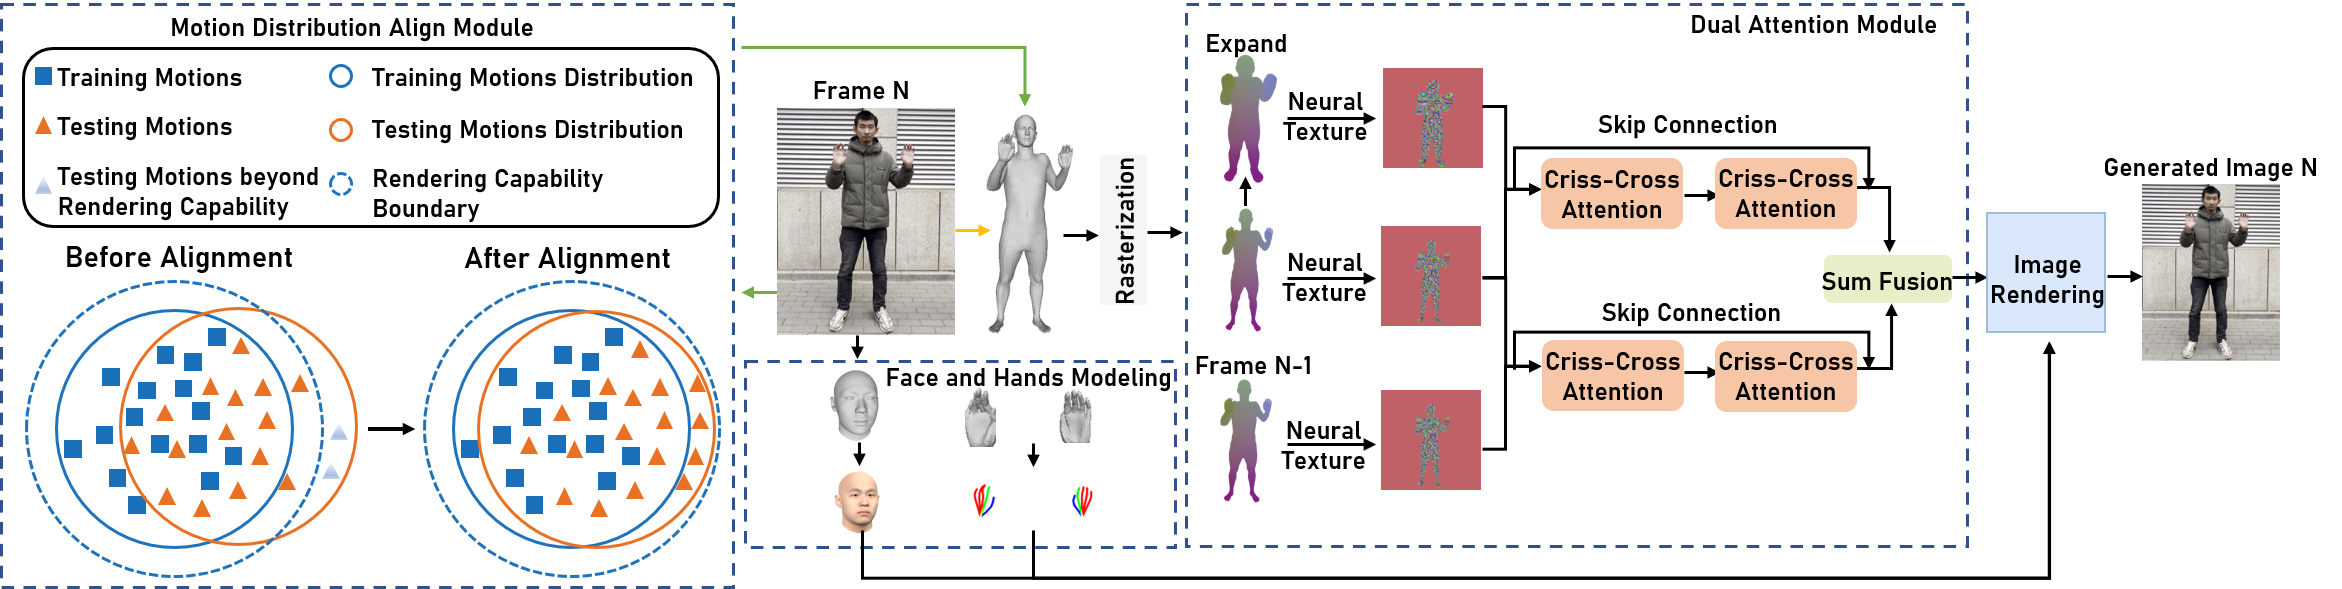 Motion Distribution Align Module
Training Motions
Training Motions Distribution
Testing Motions
Testing Motions Distribution
Testing Motions beyond
Rendering Capability
Rendering Capability
Boundary
Before Alignment
After Alignment
Frame N
Rasterization
Face and Hands Modeling
Dual Attention Module
Expand
Neural
Texture
Neural
Texture
Frame N-1
Neural
Texture
Skip Connection
Criss-Cross
Attention
Criss-Cross
Attention
Skip Connection
Criss-Cross
Attention
Criss-Cross
Attention
Sum Fusion
Image
Rendering
Generated Image N